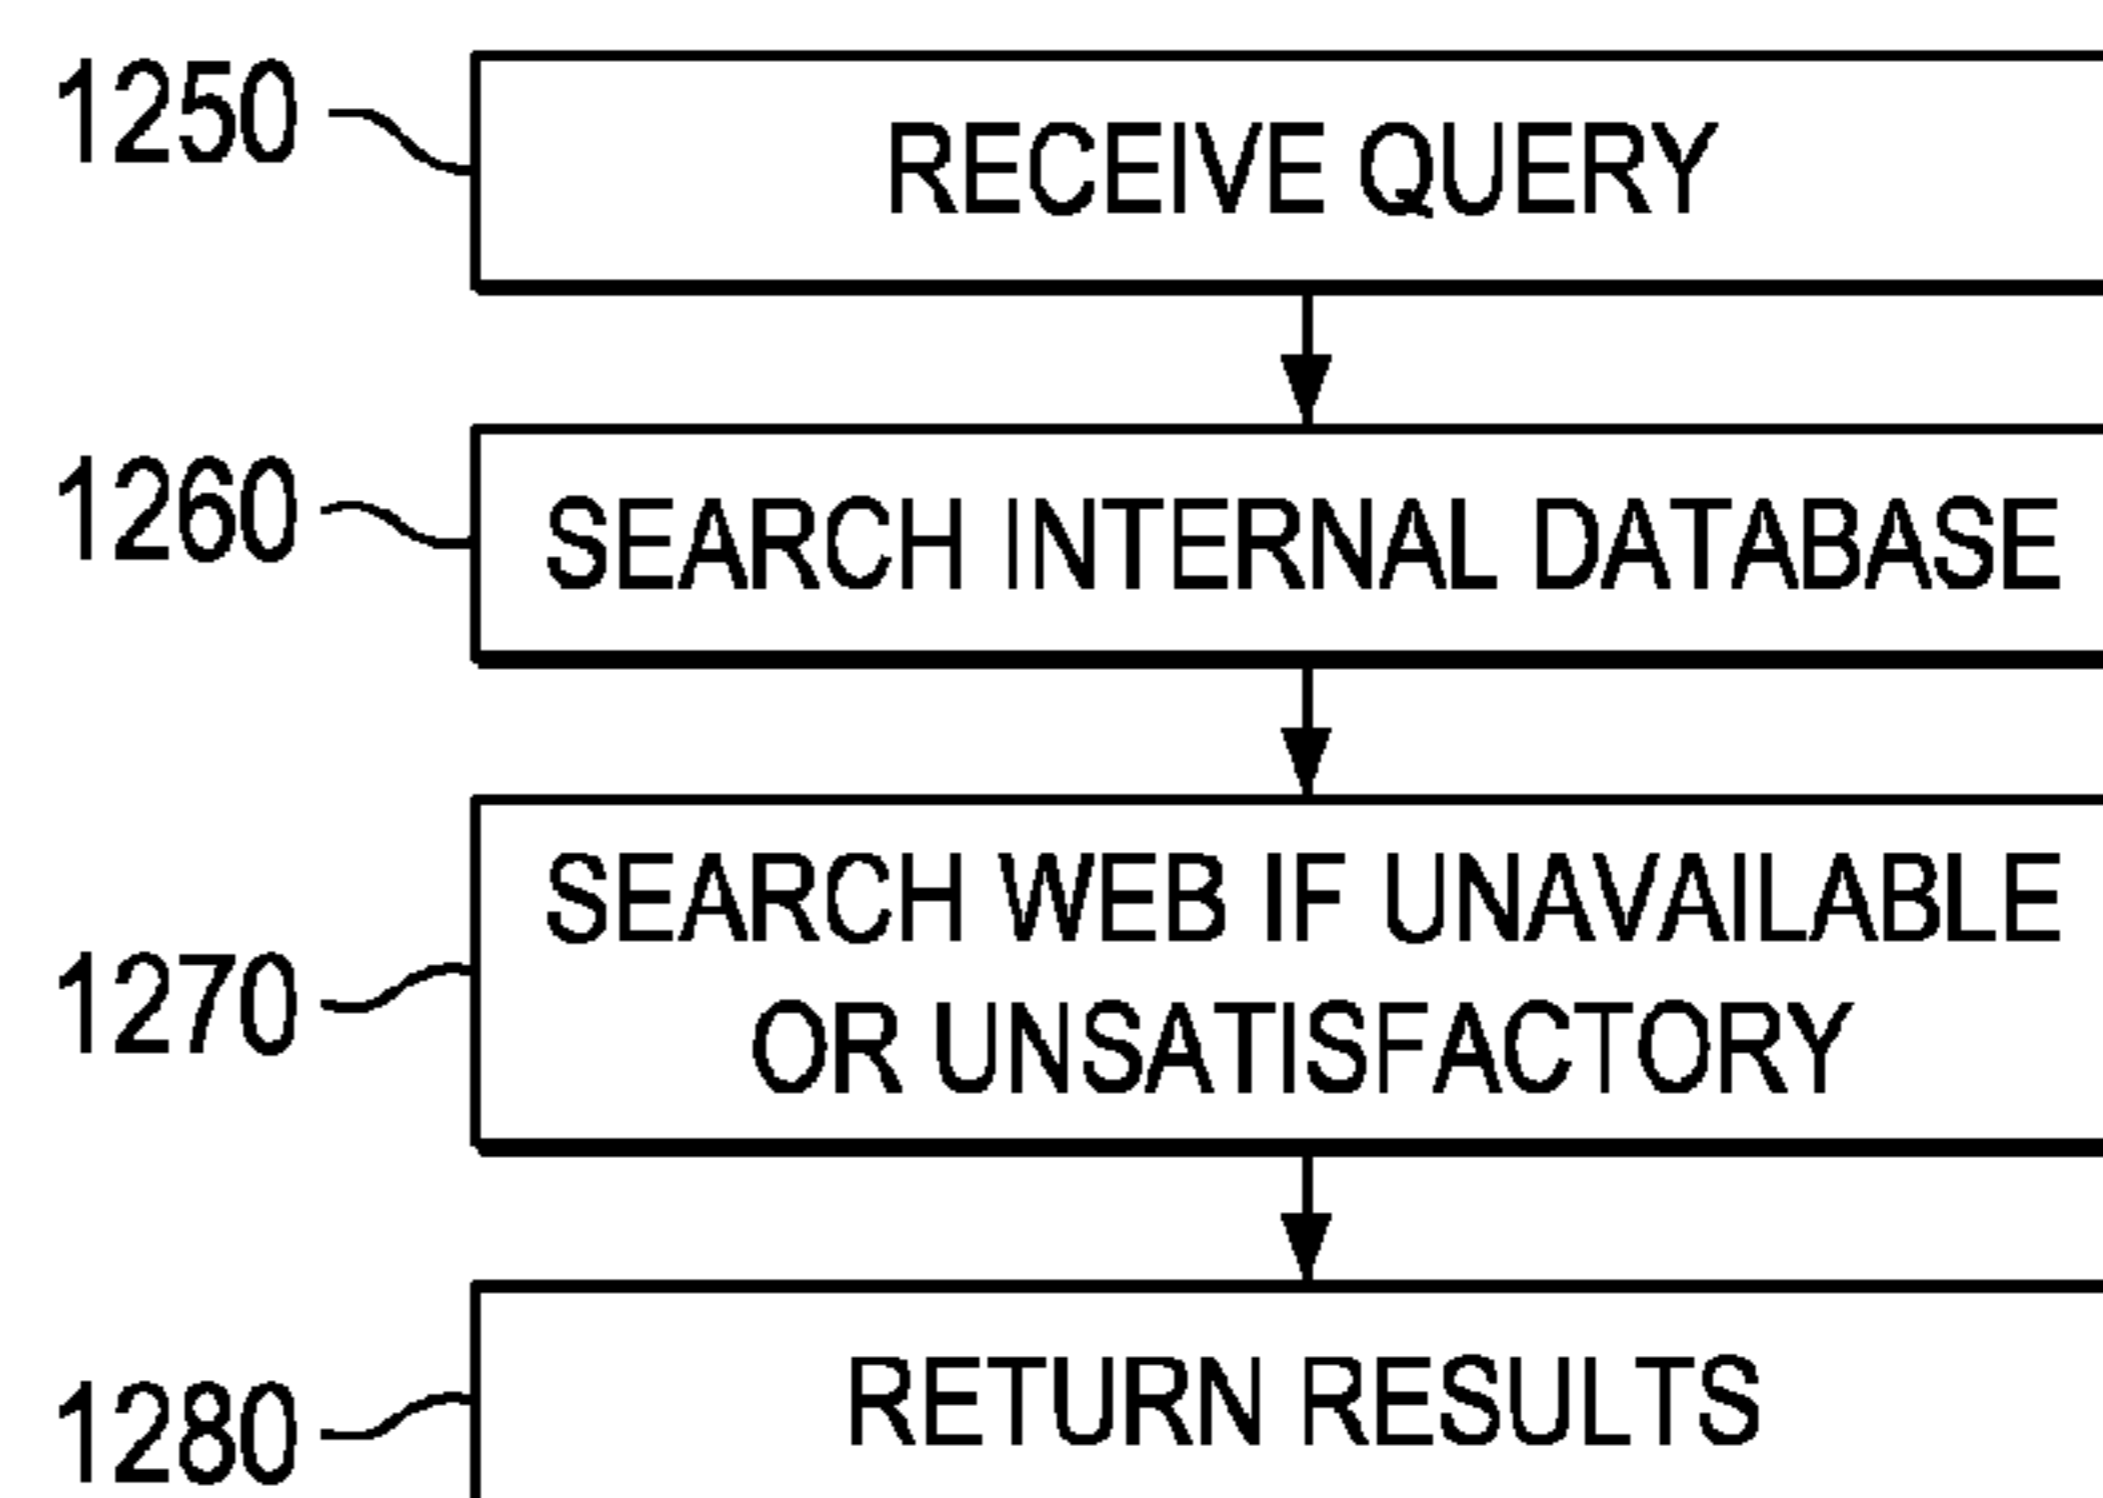 1250
RECEIVE QUERY
1260
SEARCH INTERNAL DATABASE
1270
SEARCH WEB IF UNAVAILABLE
OR UNSATISFACTORY
1280
RETURN RESULTS